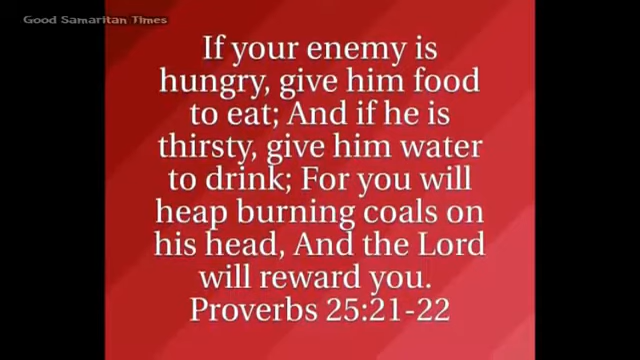 Good Samaritan Times
If your enemy is
hungry, give him food
to eat; And if he is
thirsty, give him water
to drink; For you will
heap burning coals on
his head, And the Lord
will reward you.
Proverbs 25:21-22